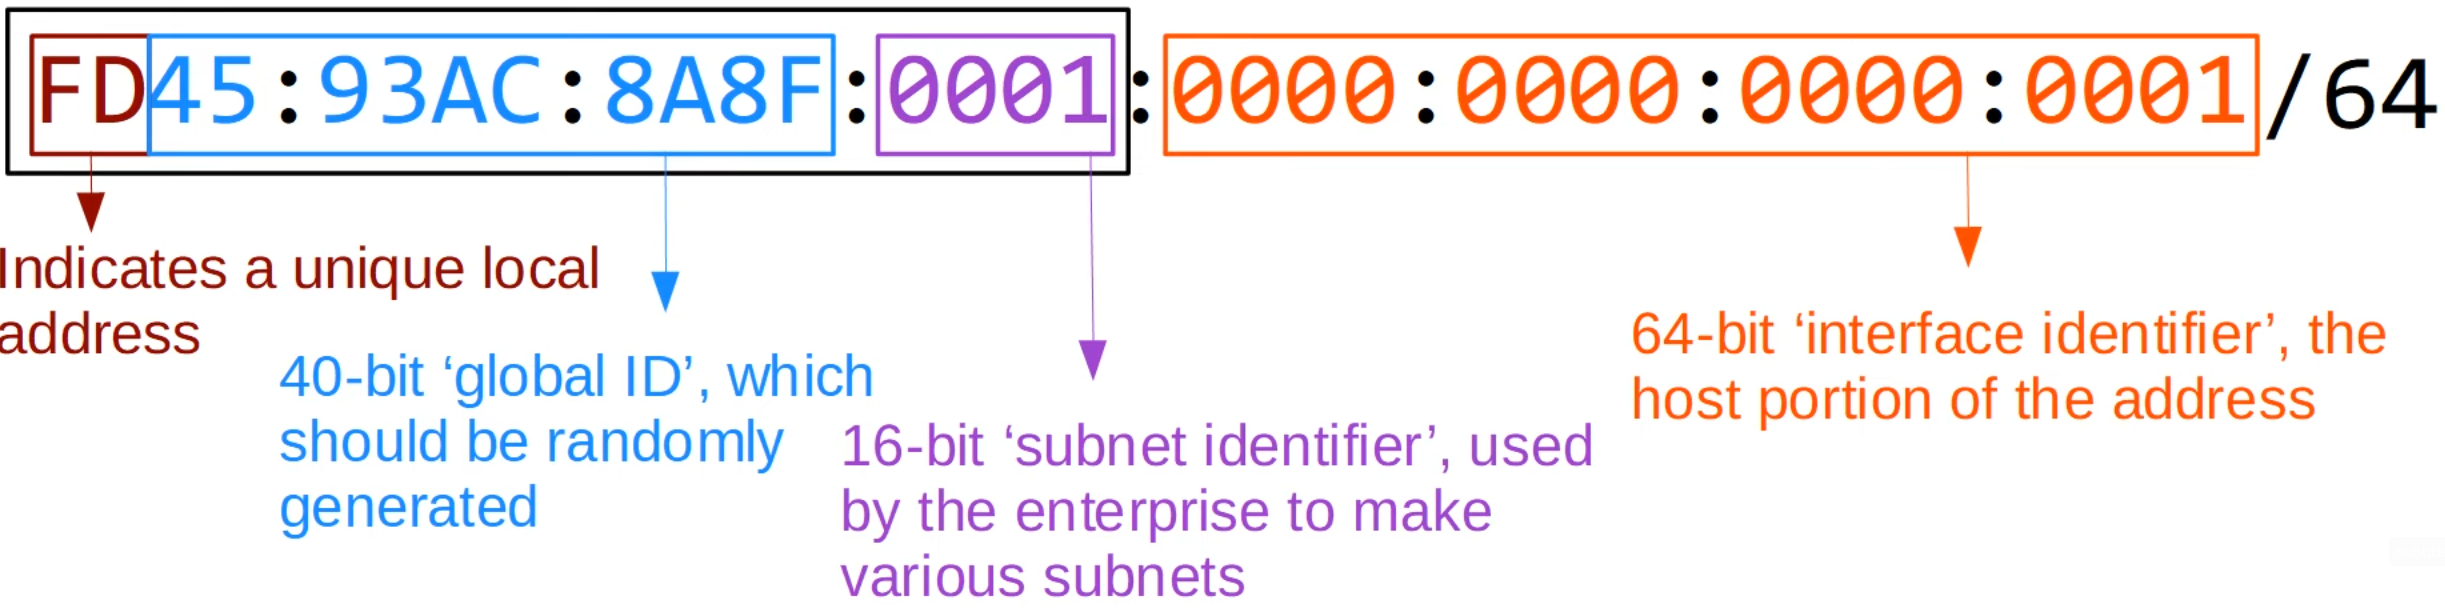 FD45:93AC:8A8F:0001:0000:0000:0000:0001/64
Indicates a unique local
address
40-bit ‘global ID’, which
should be randomly
generated
16-bit ‘subnet identifier’, used
by the enterprise to make
various subnets
64-bit ‘interface identifier’, the
host portion of the address